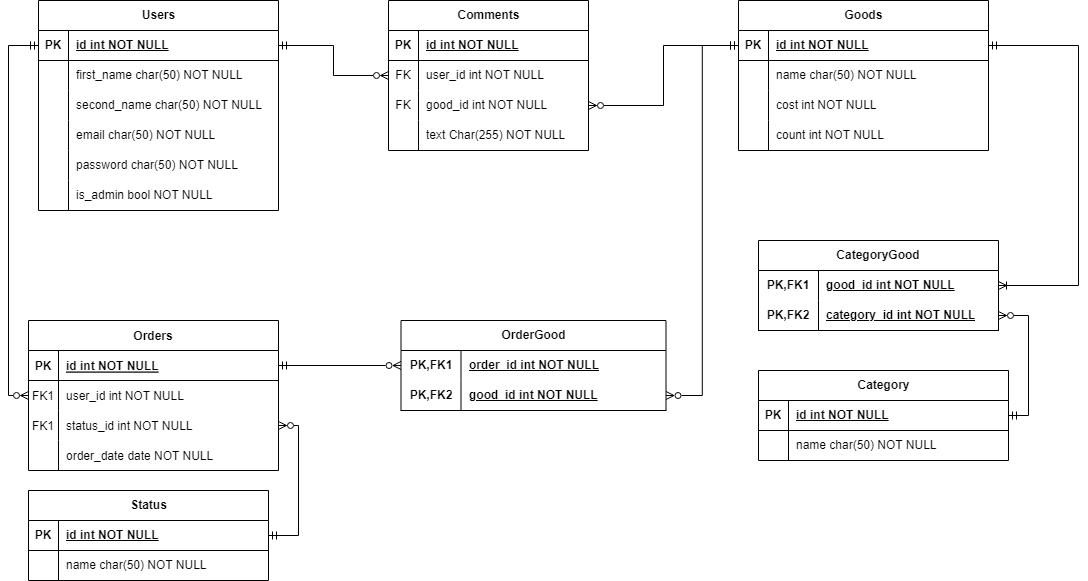 Users
PK id int NOT NULL
first_name char(50) NOT NULL
second_name char(50) NOT NULL
email char(50) NOT NULL
password char(50) NOT NULL
is_admin bool NOT NULL
Comments
PK id int NOT NULL
FK user_id int NOT NULL
FK good_id int NOT NULL
text Char(255) NOT NULL
Goods
PK id int NOT NULL
name char(50) NOT NULL
cost int NOT NULL
count int NOT NULL
CategoryGood
PK,FK1 good_id int NOT NULL
PK,FK2 category_id int NOT NULL
Orders
PK id int NOT NULL
FK1 user_id int NOT NULL
FK1 status_id int NOT NULL
order_date date NOT NULL
OrderGood
PK,FK1 order_id int NOT NULL
PK,FK2 good_id int NOT NULL
Category
PK id int NOT NULL
name char(50) NOT NULL
Status
PK id int NOT NULL
name char(50) NOT NULL